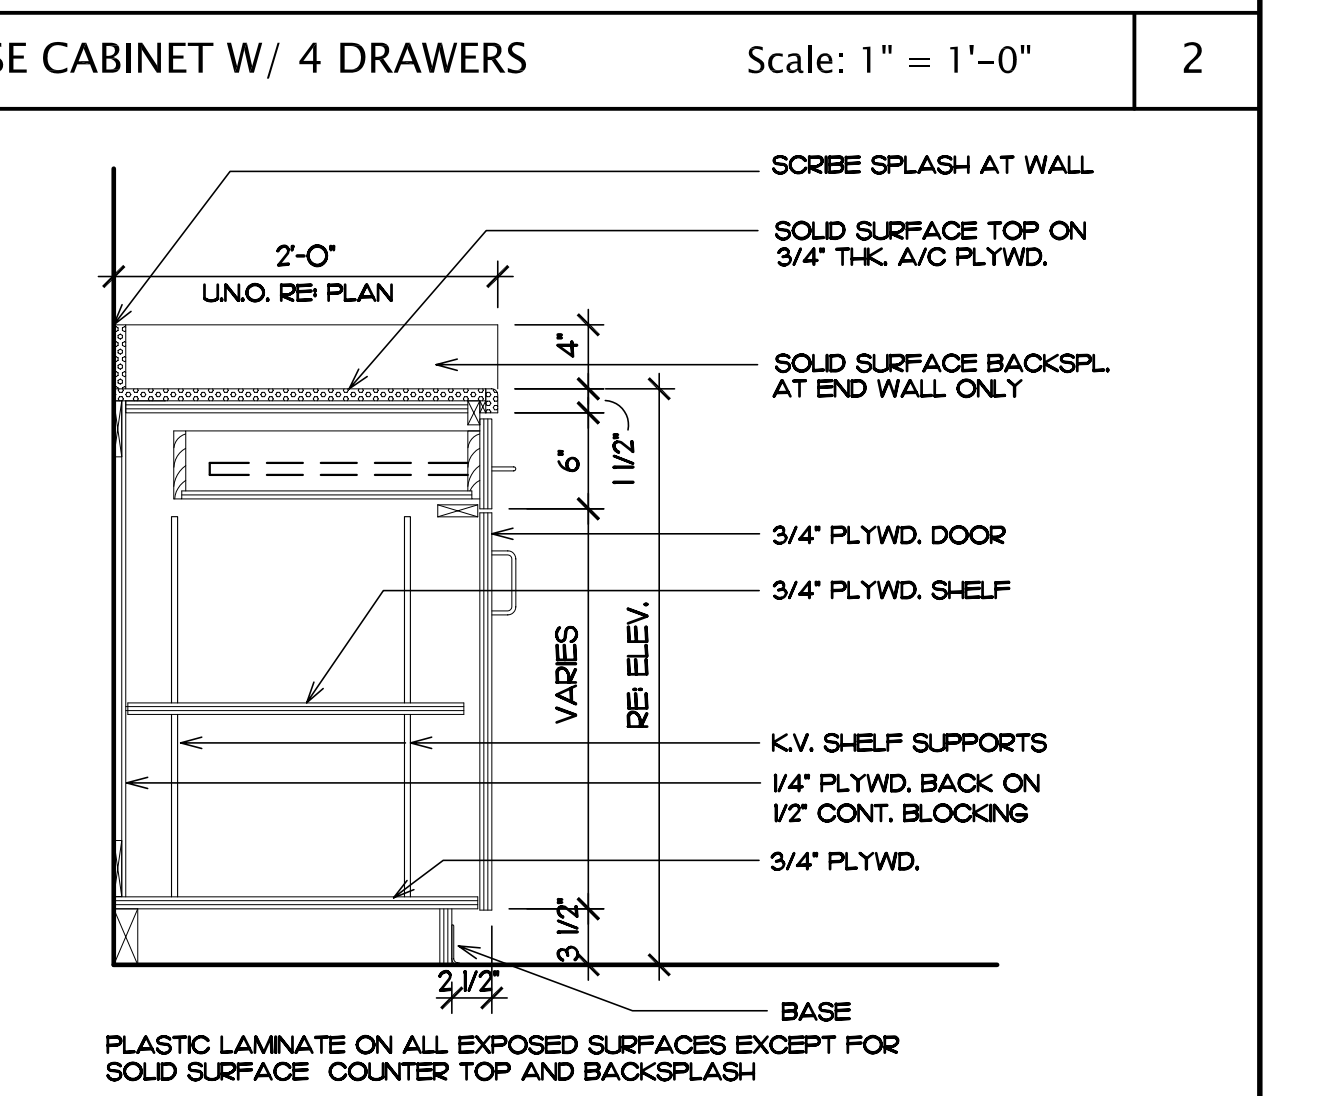 SE CABINET W/ 4 DRAWERS
Scale: 1" = 1'-0"
2
SCRIBE SPLASH AT WALL
SOLID SURFACE TOP ON
3/4" THK. A/C PLYWD.
2'-0"
U.N.O. RE: PLAN
4"
SOLID SURFACE BACKSPL.
AT END WALL ONLY
6"
1 1/2"
3/4" PLYWD. DOOR
3/4" PLYWD. SHELF
VARIES
RE: ELEV.
K.V. SHELF SUPPORTS
1/4" PLYWD. BACK ON
1/2" CONT. BLOCKING
3/4" PLYWD.
3 1/2"
2 1/2"
BASE
PLASTIC LAMINATE ON ALL EXPOSED SURFACES EXCEPT FOR
SOLID SURFACE COUNTER TOP AND BACKSPLASH